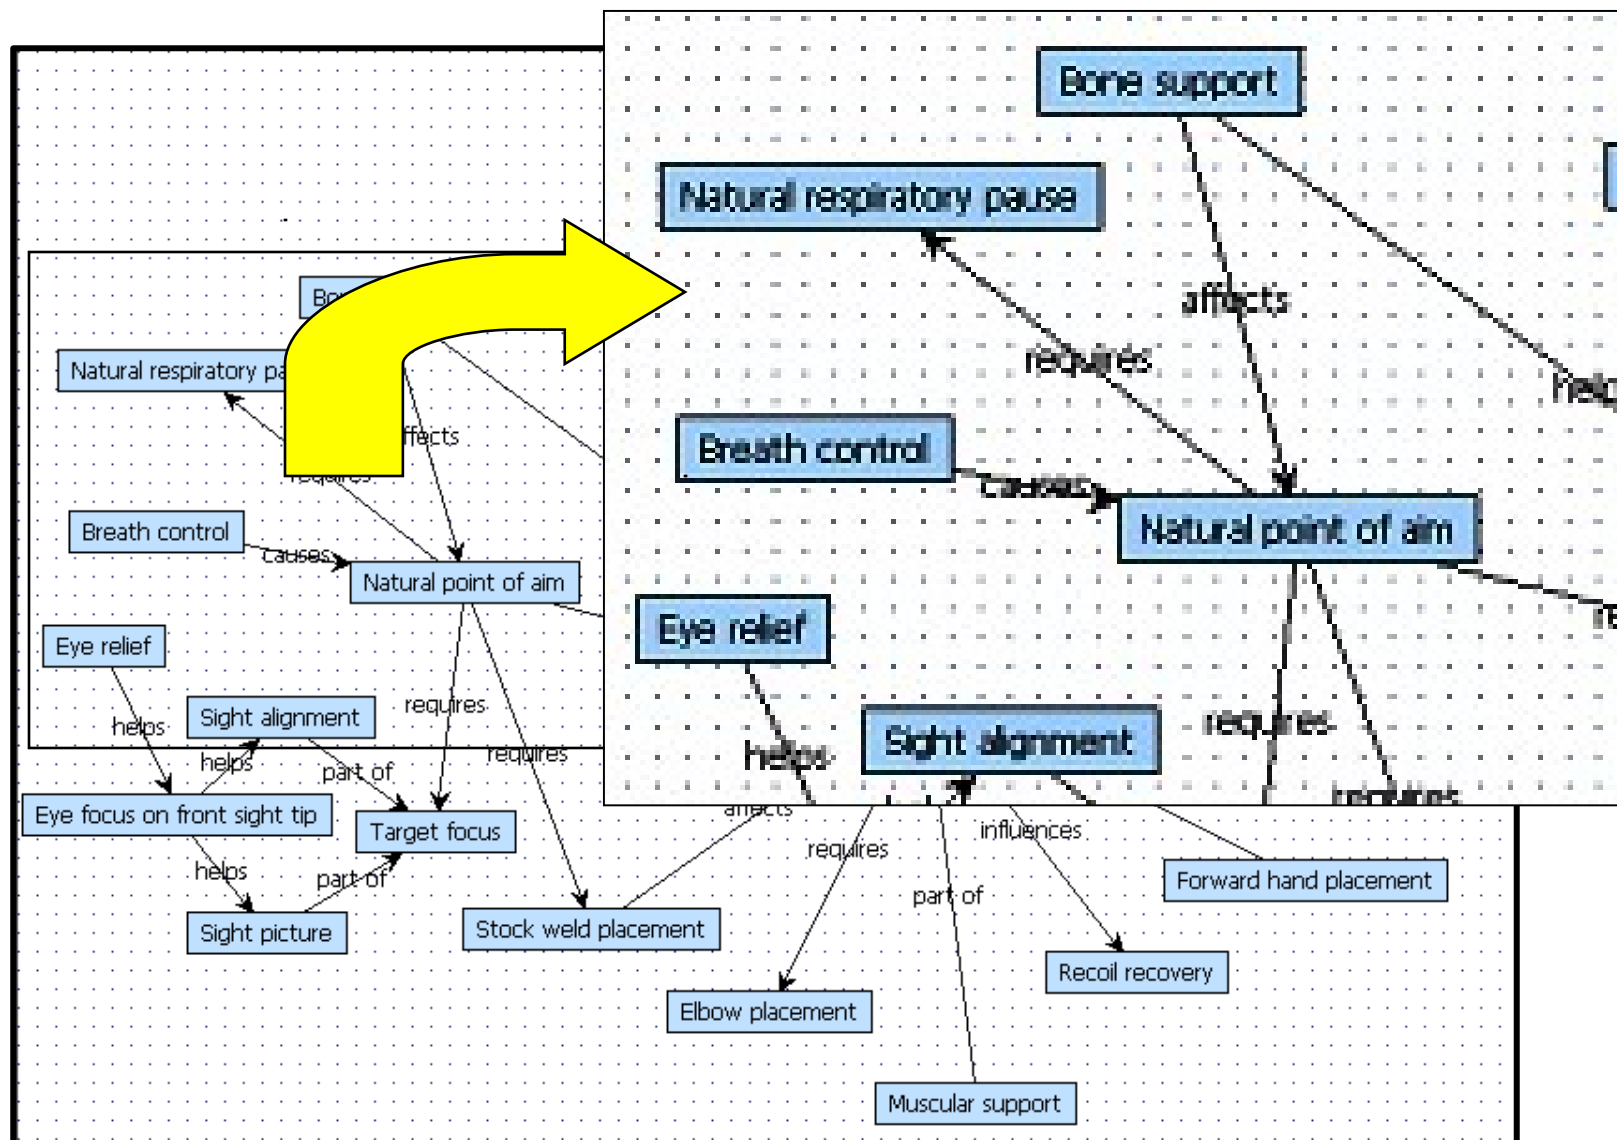 Bone support
Natural respiratory pause
affects
requires
Breath control
causes
Natural point of aim
Eye relief
requires
Sight alignment
helps
requires
Natural respiratory
Breath control
causes
Natural point of aim
Eye relief
requires
Sight alignment
helps
requires
helps
part of
Eye focus on front sight tip
Target focus
affects
influences
requires
helps
part of
part of
Forward hand placement
Sight picture
Stock weld placement
Recoil recovery
Elbow placement
Muscular support